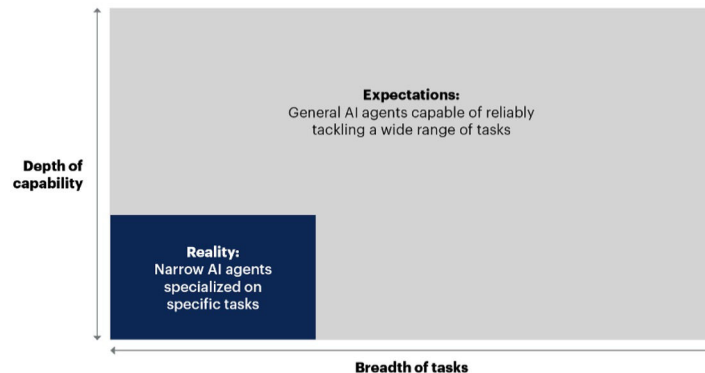 Expectations:
General AI agents capable of reliably
tackling a wide range of tasks
Depth of
capability
Reality:
Narrow AI agents
specialized on
specific tasks
Breadth of tasks